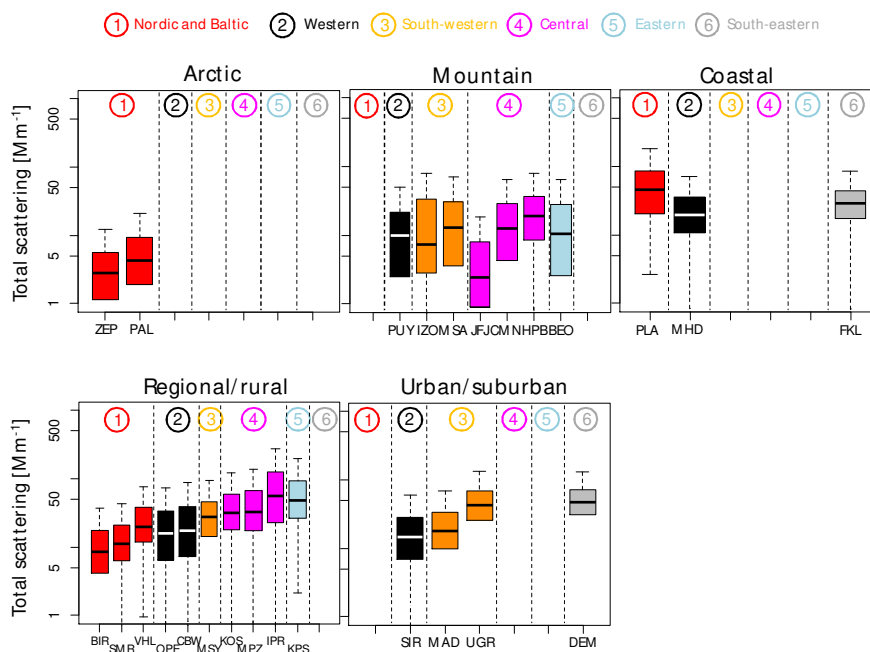 1 Nordic and Baltic 2 Western 3 South-western 4 Central 5 Eastern 6 South-eastern
Arctic Mountain Coastal
1 2 3 4 5 6 1 2 3 4 5 6 1 2 3 4 5 6
Total scattering [Mm⁻¹]
500
50
5
1
ZEP PAL PUY IZO MSA JFJ CMN HPB BEO PLA MHD FKL
Regional/rural Urban/suburban
1 2 3 4 5 6 1 2 3 4 5 6
Total scattering [Mm⁻¹]
500
50
5
1
BIR SMR VHL OPE CBW MSY KOS MPZ IPR KPS SIR MAD UGR DEM